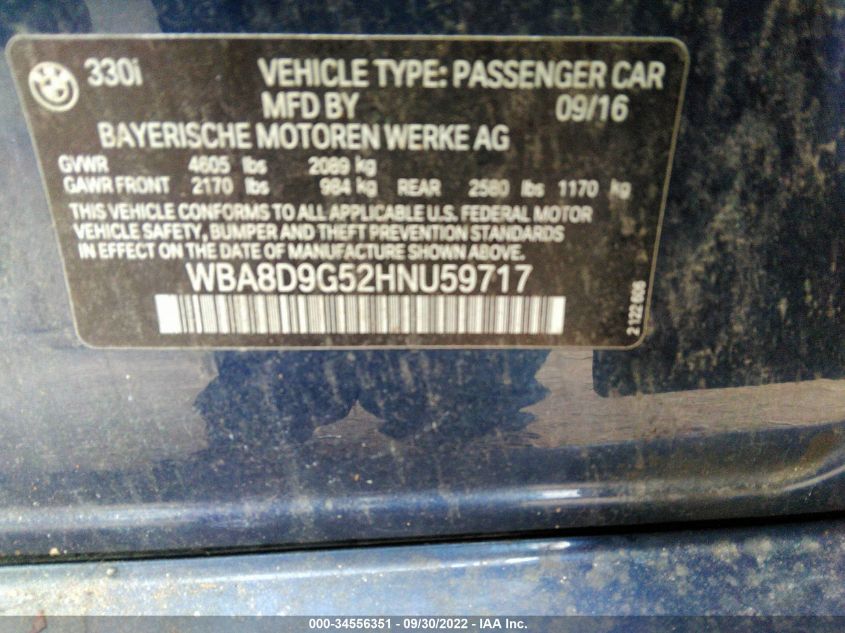 330i VEHICLE TYPE: PASSENGER CAR
MFD BY 09/16
BAYERISCHE MOTOREN WERKE AG
GVWR 4605 lbs 2089 kg
GAWR FRONT 2170 lbs 984 kg REAR 2580 lbs 1170 kg
THIS VEHICLE CONFORMS TO ALL APPLICABLE U.S. FEDERAL MOTOR
VEHICLE SAFETY, BUMPER AND THEFT PREVENTION STANDARDS
IN EFFECT ON THE DATE OF MANUFACTURE SHOWN ABOVE.
WBA8D9G52HNU59717
2 122 606
000-34556351 - 09/30/2022 - IAA Inc.